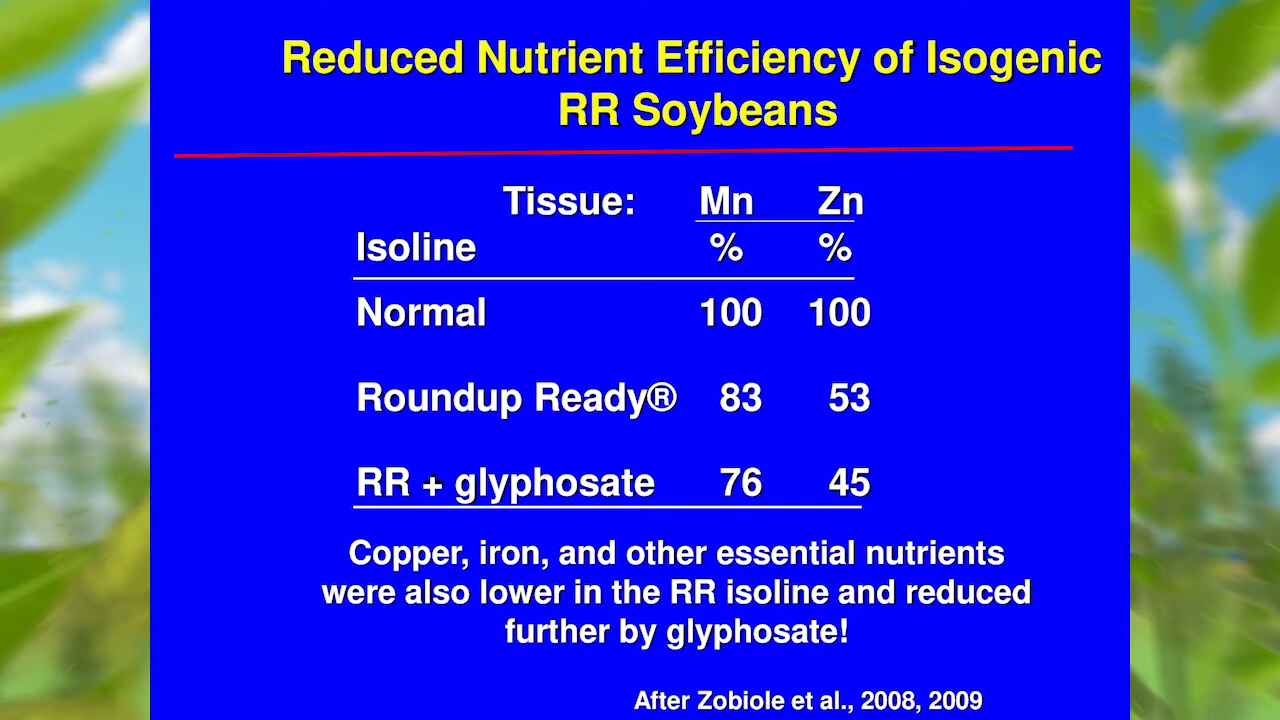 Reduced Nutrient Efficiency of Isogenic
RR Soybeans
Tissue: Mn Zn
Isoline % %
Normal 100 100
Roundup Ready® 83 53
RR + glyphosate 76 45
Copper, iron, and other essential nutrients
were also lower in the RR isoline and reduced
further by glyphosate!
After Zobiole et al., 2008, 2009